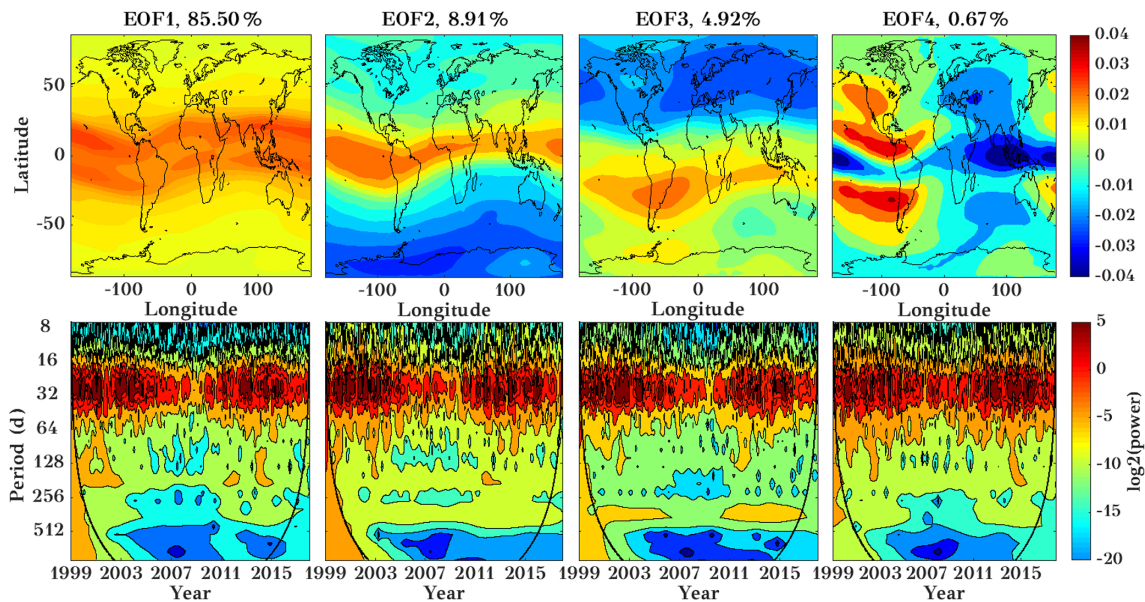 EOF1, 85.50% EOF2, 8.91% EOF3, 4.92% EOF4, 0.67%
Latitude
50
0
-50
-100 0 100
-100 0 100
-100 0 100
-100 0 100
Longitude Longitude Longitude Longitude
0.04
0.03
0.02
0.01
0
-0.01
-0.02
-0.03
-0.04
Period (d)
8
16
32
64
128
256
512
1999 2003 2007 2011 2015
1999 2003 2007 2011 2015
1999 2003 2007 2011 2015
1999 2003 2007 2011 2015
Year Year Year Year
5
0
-5
-10
-15
-20
log2(power)